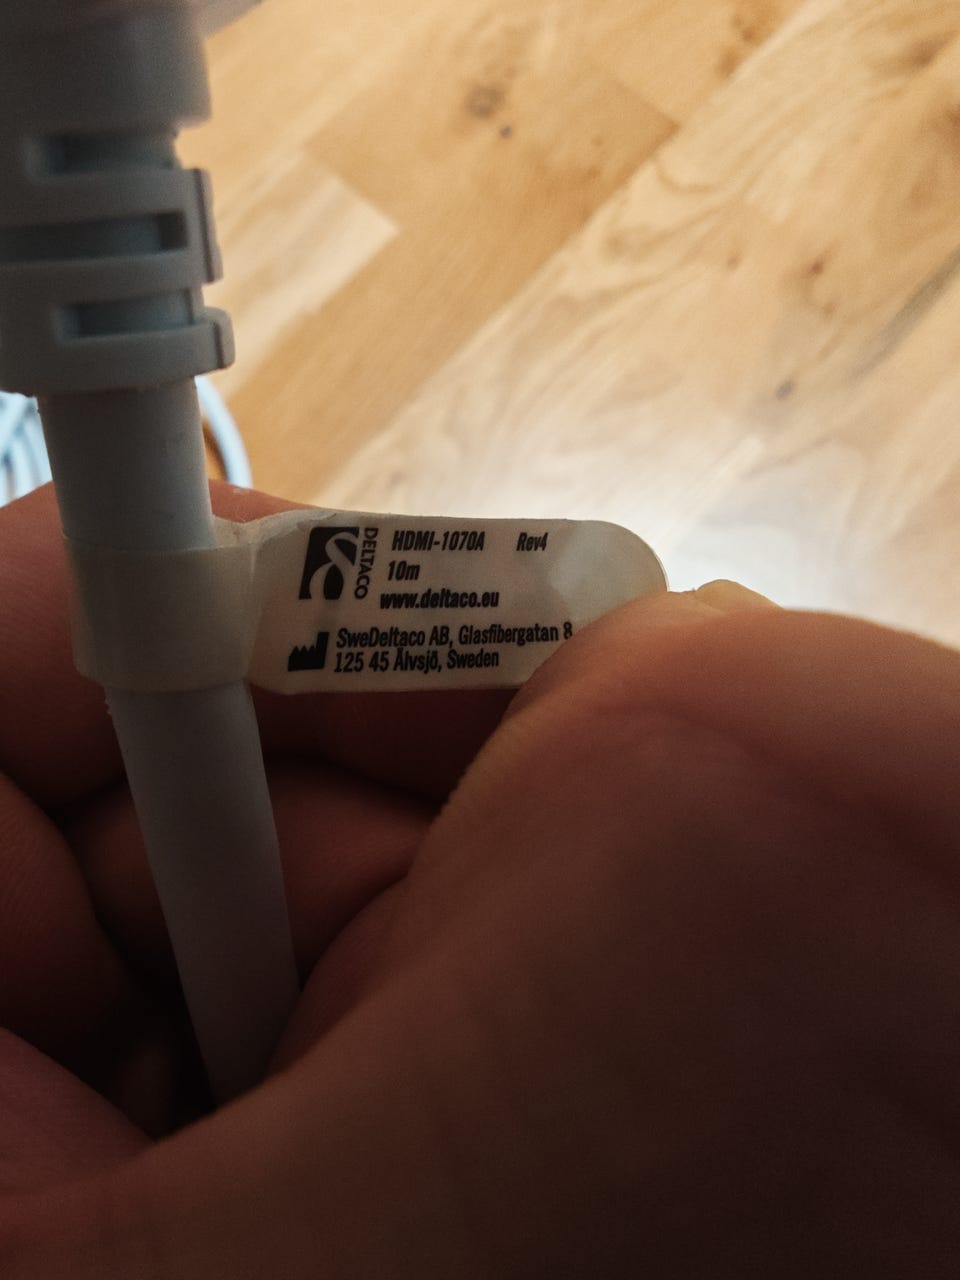 DELTACO
HDMI-1070A Rev4
10m
www.deltaco.eu
SweDeltaco AB, Glasfibergatan 8
125 45 Älvsjö, Sweden